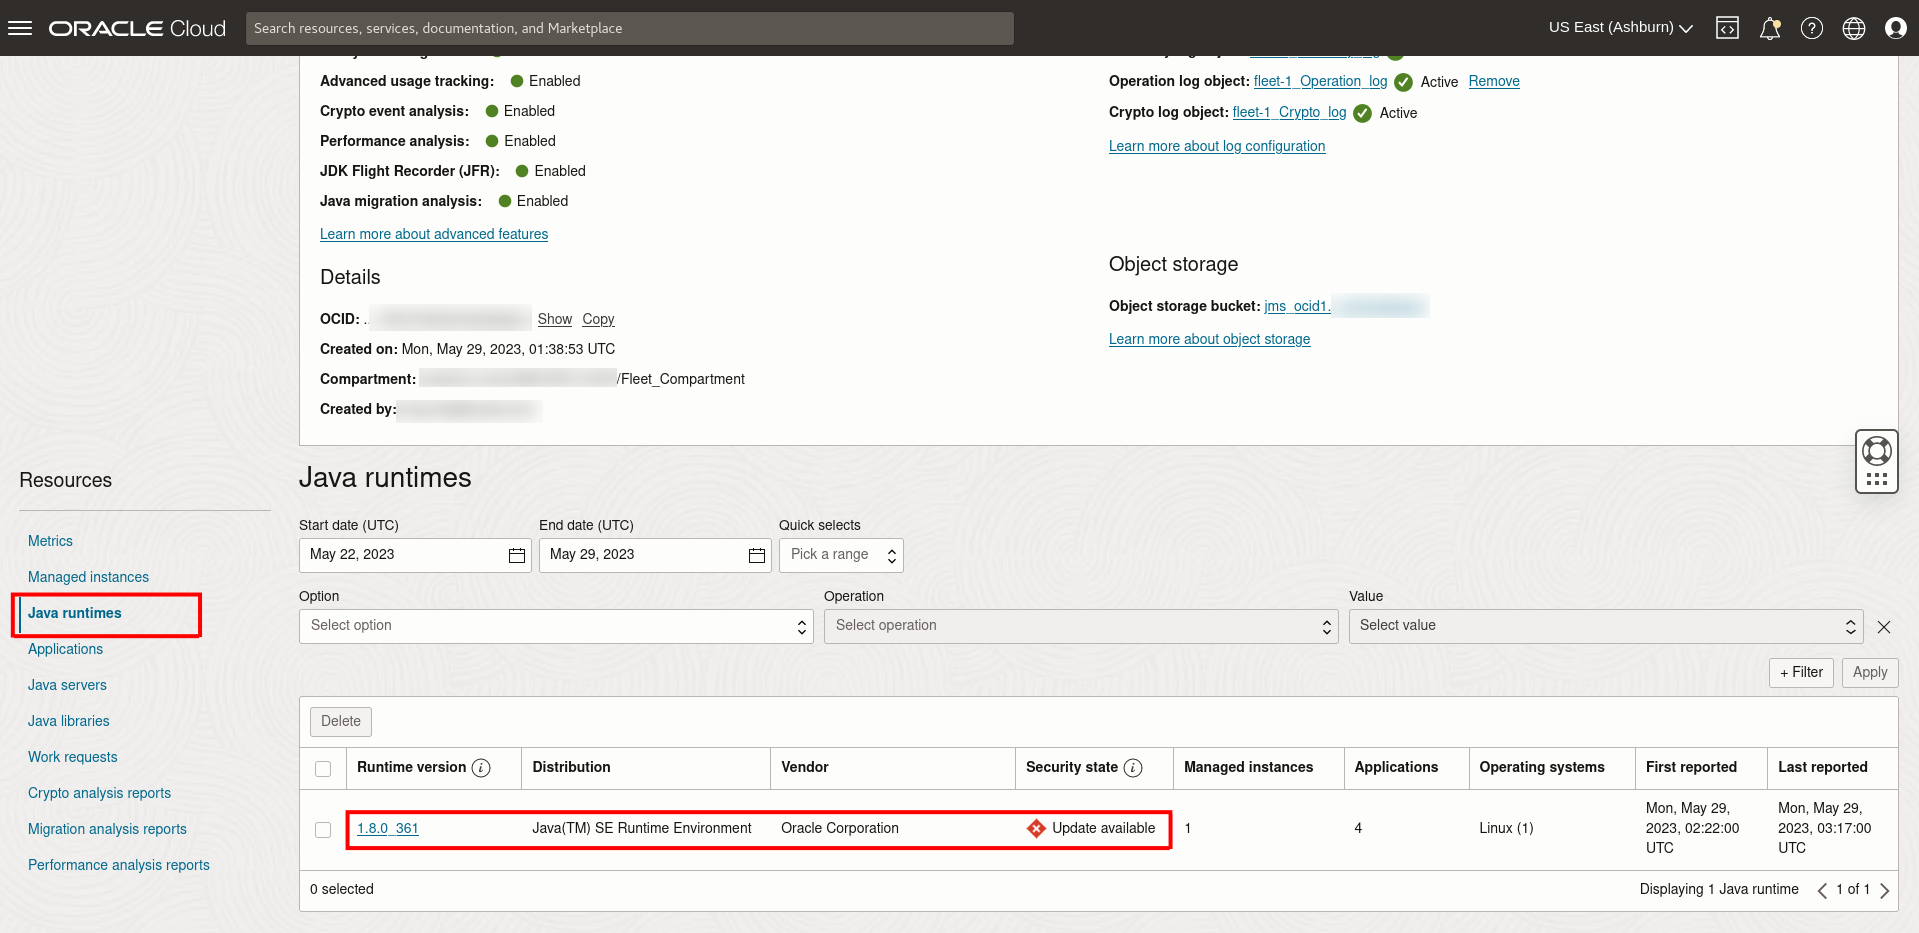 ORACLE Cloud
Search resources, services, documentation, and Marketplace
US East (Ashburn)
Advanced usage tracking: Enabled
Crypto event analysis: Enabled
Performance analysis: Enabled
JDK Flight Recorder (JFR): Enabled
Java migration analysis: Enabled
Learn more about advanced features
Operation log object: fleet-1_Operation_log Active Remove
Crypto log object: fleet-1_Crypto_log Active
Learn more about log configuration
Details
OCID: .. Show Copy
Created on: Mon, May 29, 2023, 01:38:53 UTC
Compartment: /Fleet_Compartment
Created by:
Object storage
Object storage bucket: jms_ocid1.
Learn more about object storage
Resources
Metrics
Managed instances
Java runtimes
Applications
Java servers
Java libraries
Work requests
Crypto analysis reports
Migration analysis reports
Performance analysis reports
Java runtimes
Start date (UTC) End date (UTC) Quick selects
May 22, 2023 May 29, 2023 Pick a range
Option Operation Value
Select option Select operation Select value
+ Filter Apply
Delete
Runtime version Distribution Vendor Security state Managed instances Applications Operating systems First reported Last reported
1.8.0_361 Java(TM) SE Runtime Environment Oracle Corporation Update available 1 4 Linux (1)
Mon, May 29,
2023, 02:22:00
UTC
Mon, May 29,
2023, 03:17:00
UTC
0 selected
Displaying 1 Java runtime 1 of 1